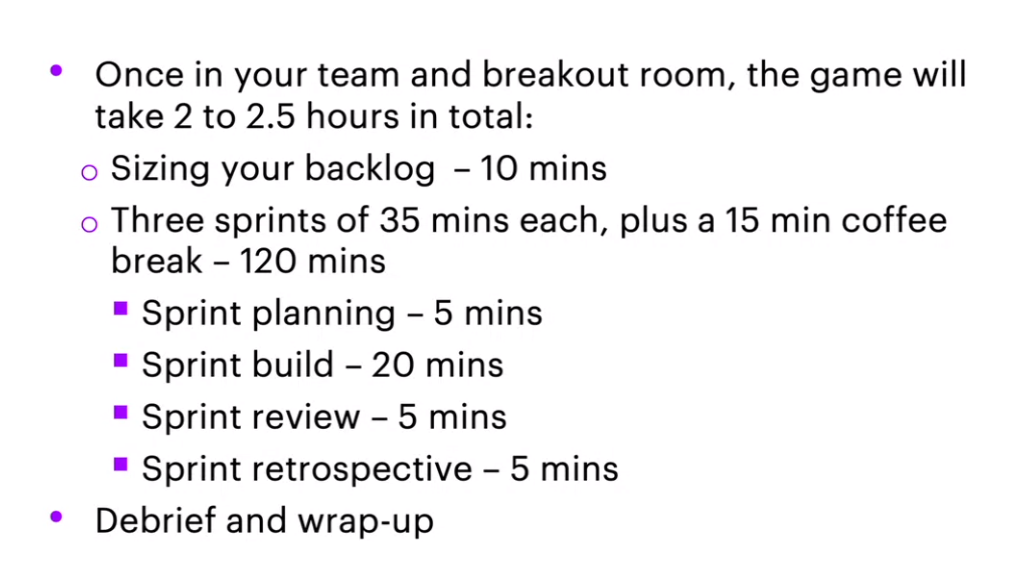 • Once in your team and breakout room, the game will
take 2 to 2.5 hours in total:
o Sizing your backlog – 10 mins
o Three sprints of 35 mins each, plus a 15 min coffee
break – 120 mins
▪ Sprint planning – 5 mins
▪ Sprint build – 20 mins
▪ Sprint review – 5 mins
▪ Sprint retrospective – 5 mins
• Debrief and wrap-up